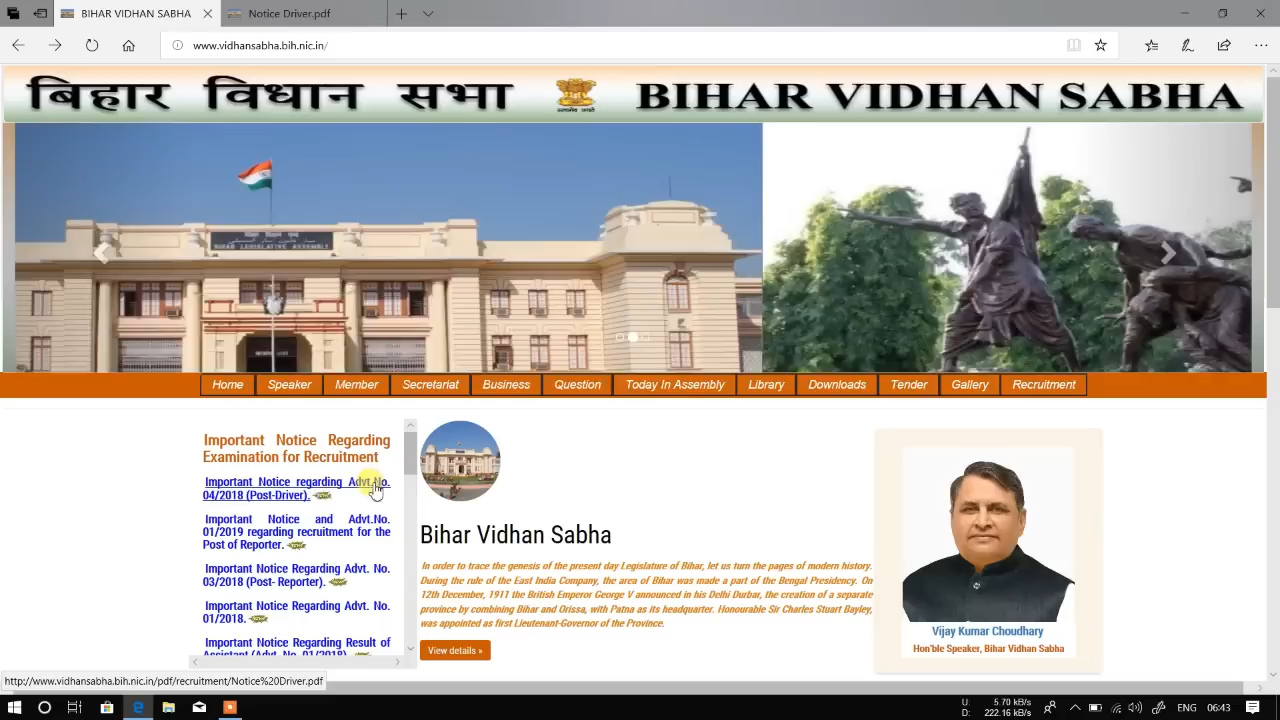 BIHAR VIDHAN SABHA
www.vidhansabha.bih.nic.in/
बिहार विधान सभा BIHAR VIDHAN SABHA
BIHAR LEGISLATIVE ASSEMBLY
Home Speaker Member Secretariat Business Question Today In Assembly Library Downloads Tender Gallery Recruitment
Important Notice Regarding
Examination for Recruitment
Important Notice regarding Advt.No.
04/2018 (Post-Driver).
Important Notice and Advt.No.
01/2019 regarding recruitment for the
Post of Reporter.
Important Notice Regarding Advt. No.
03/2018 (Post- Reporter).
Important Notice Regarding Advt. No.
01/2018.
Important Notice Regarding Result of
Assistant (Advt. No. 01/2018).
Bihar Vidhan Sabha
In order to trace the genesis of the present day Legislature of Bihar, let us turn the pages of modern history.
During the rule of the East India Company, the area of Bihar was made a part of the Bengal Presidency. On
12th December, 1911 the British Emperor George V announced in his Delhi Durbar, the creation of a separate
province by combining Bihar and Orissa, with Patna as its headquarter. Honourable Sir Charles Stuart Bayley,
was appointed as first Lieutenant-Governor of the Province.
View details »
Vijay Kumar Choudhary
Hon'ble Speaker, Bihar Vidhan Sabha
http://www.vidhansabha.bih.nic.in/pdf/recruitment/Notice%20Driver.pdf
U: 5.70 kB/s
D: 222.16 kB/s
ENG 06:43